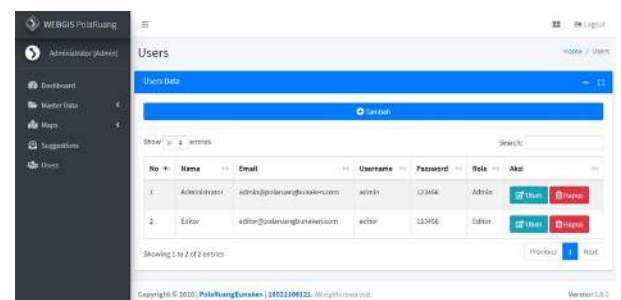 WEBGIS PolaRuang
Logout
Administrator [Admin]
Users
Home / Users
Dashboard
Master Data
Maps
Suggestions
Users
Users Data
Tambah
Show entries
Search:
No Nama Email Username Password Role Aksi
1 Administrator admin@polaruangbunaken.com admin 123456 Admin Ubah Hapus
2 Editor editor@polaruangbunaken.com editor 123456 Editor Ubah Hapus
Showing 1 to 2 of 2 entries
Previous 1 Next
Copyright © 2020 | PolaRuangBunaken | All rights reserved.
Version